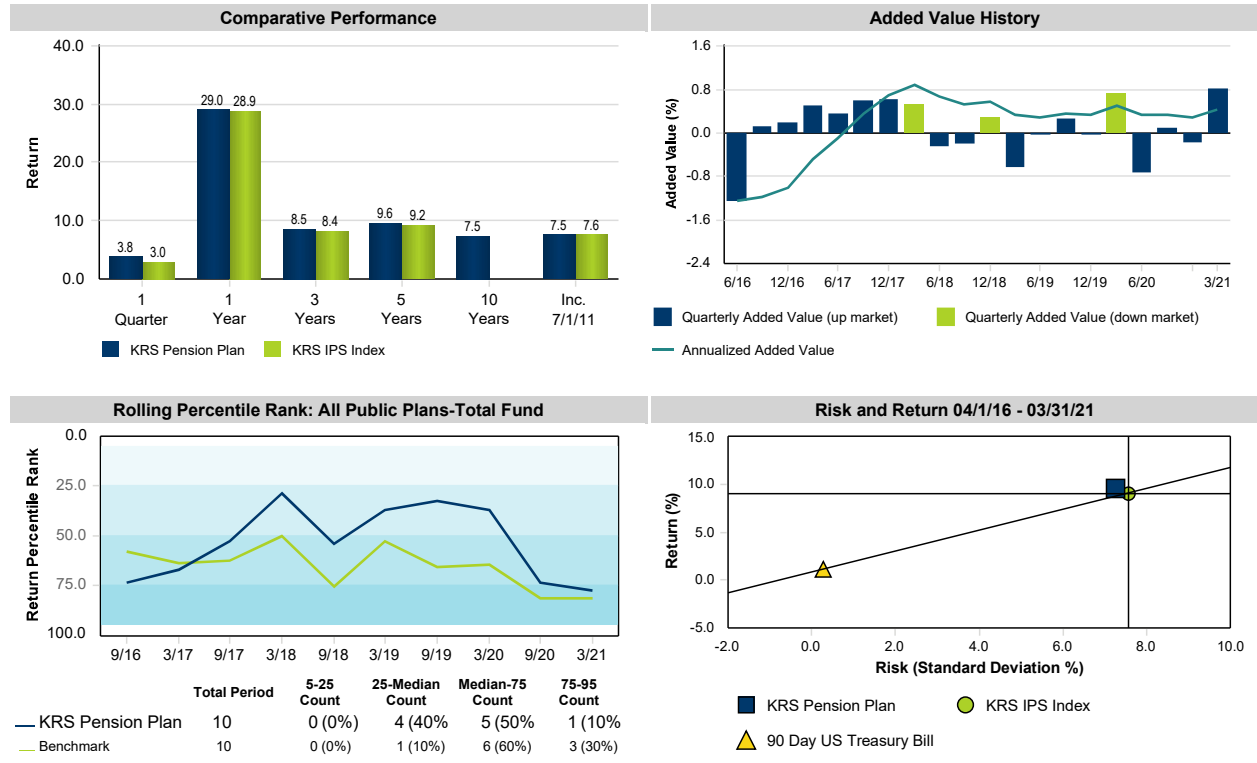 Comparative Performance
40.0
30.0
20.0
10.0
0.0
Return
3.8 3.0
29.0 28.9
8.5 8.4
9.6 9.2
7.5
7.5 7.6
1 1 3 5 10 Inc.
Quarter Year Years Years Years 7/1/11
KRS Pension Plan KRS IPS Index
Added Value History
1.6
0.8
0.0
-0.8
-1.6
-2.4
Added Value (%)
6/16 12/16 6/17 12/17 6/18 12/18 6/19 12/19 6/20 3/21
Quarterly Added Value (up market) Quarterly Added Value (down market)
Annualized Added Value
Rolling Percentile Rank: All Public Plans-Total Fund
0.0
25.0
50.0
75.0
100.0
Return Percentile Rank
9/16 3/17 9/17 3/18 9/18 3/19 9/19 3/20 9/20 3/21
Total Period 5-25 25-Median Median-75 75-95
Count Count Count Count
KRS Pension Plan 10 0 (0%) 4 (40% 5 (50% 1 (10%
Benchmark 10 0 (0%) 1 (10%) 6 (60%) 3 (30%)
Risk and Return 04/1/16 - 03/31/21
15.0
10.0
5.0
0.0
-5.0
Return (%)
-2.0 0.0 2.0 4.0 6.0 8.0 10.0
Risk (Standard Deviation %)
KRS Pension Plan KRS IPS Index
90 Day US Treasury Bill